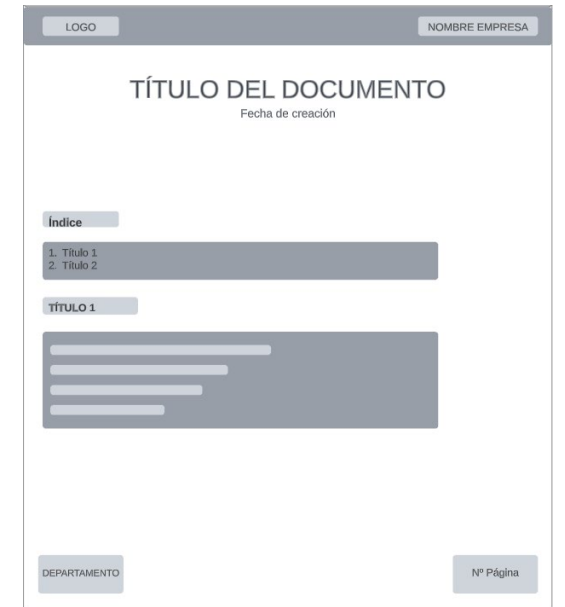 LOGO
NOMBRE EMPRESA
TÍTULO DEL DOCUMENTO
Fecha de creación
Índice
1. Título 1
2. Título 2
TÍTULO 1
DEPARTAMENTO
Nº Página